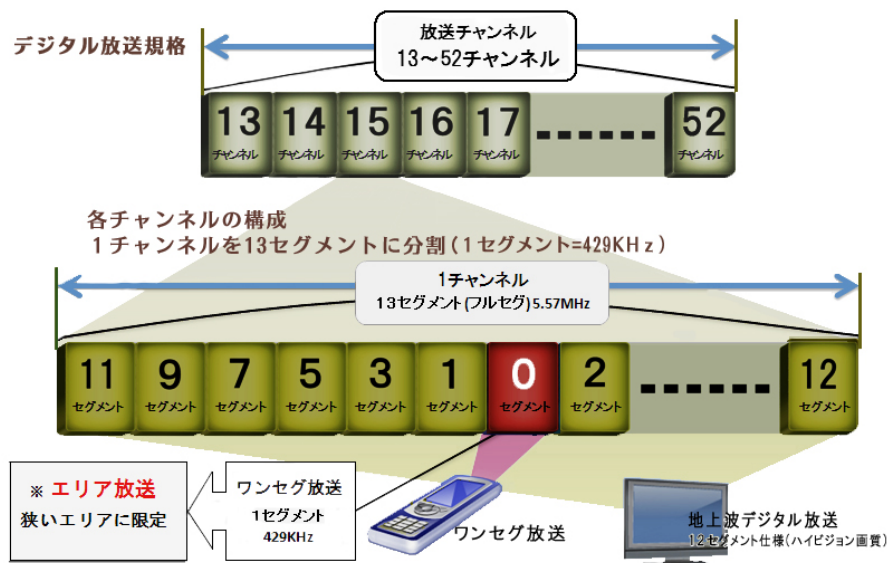 デジタル放送規格
放送チャンネル
13～52チャンネル
13
チャンネル
14
チャンネル
15
チャンネル
16
チャンネル
17
チャンネル
52
チャンネル
各チャンネルの構成
1チャンネルを13セグメントに分割(1セグメント=429KHz)
1チャンネル
13セグメント(フルセグ)5.57MHz
11
セグメント
9
セグメント
7
セグメント
5
セグメント
3
セグメント
1
セグメント
0
セグメント
2
セグメント
12
セグメント
※ エリア放送
狭いエリアに限定
ワンセグ放送
1セグメント
429KHz
ワンセグ放送
地上波デジタル放送
12セグメント仕様(ハイビジョン画質)